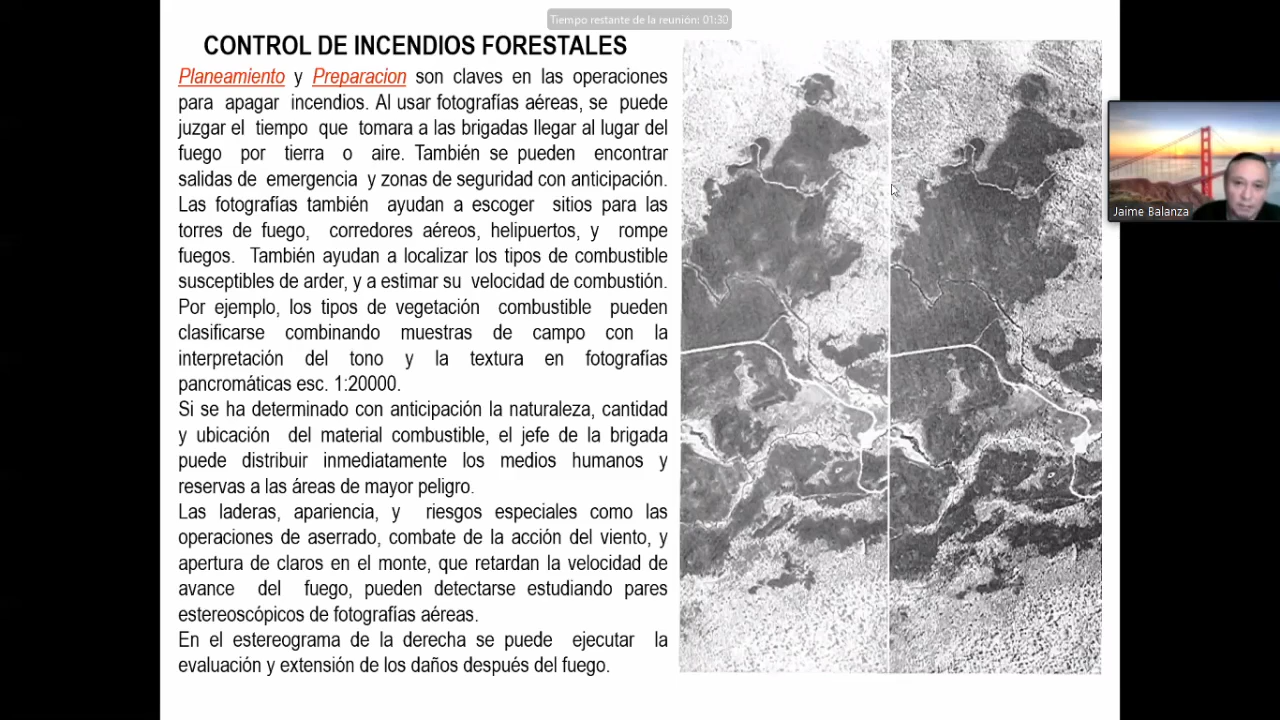 Tiempo restante de la reunión: 01:30
CONTROL DE INCENDIOS FORESTALES
Planeamiento y Preparacion son claves en las operaciones
para apagar incendios. Al usar fotografías aéreas, se puede
juzgar el tiempo que tomara a las brigadas llegar al lugar del
fuego por tierra o aire. También se pueden encontrar
salidas de emergencia y zonas de seguridad con anticipación.
Las fotografías también ayudan a escoger sitios para las
torres de fuego, corredores aéreos, helipuertos, y rompe
fuegos. También ayudan a localizar los tipos de combustible
susceptibles de arder, y a estimar su velocidad de combustión.
Por ejemplo, los tipos de vegetación combustible pueden
clasificarse combinando muestras de campo con la
interpretación del tono y la textura en fotografías
pancromáticas esc. 1:20000.
Si se ha determinado con anticipación la naturaleza, cantidad
y ubicación del material combustible, el jefe de la brigada
puede distribuir inmediatamente los medios humanos y
reservas a las áreas de mayor peligro.
Las laderas, apariencia, y riesgos especiales como las
operaciones de aserrado, combate de la acción del viento, y
apertura de claros en el monte, que retardan la velocidad de
avance del fuego, pueden detectarse estudiando pares
estereoscópicos de fotografías aéreas.
En el estereograma de la derecha se puede ejecutar la
evaluación y extensión de los daños después del fuego.
Jaime Balanza